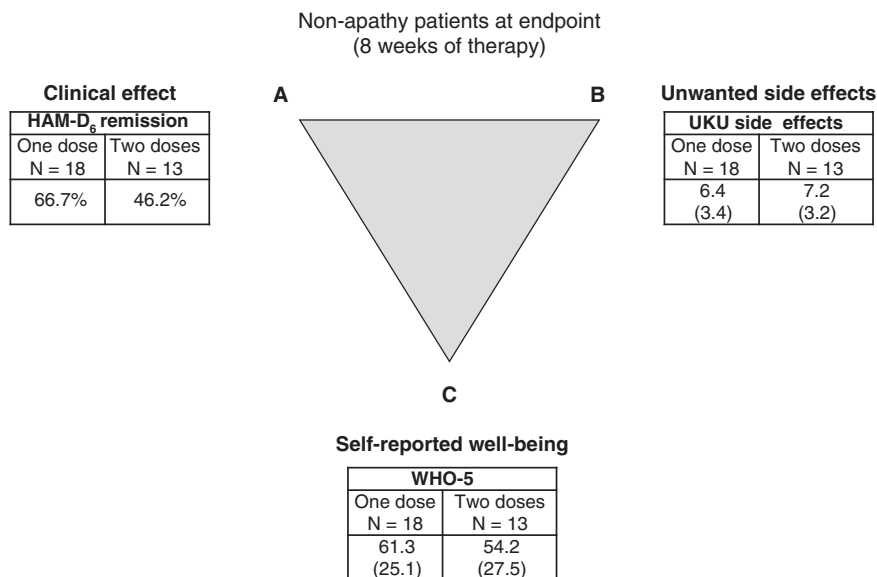 Non-apathy patients at endpoint
(8 weeks of therapy)
Clinical effect
HAM-D6 remission
One dose Two doses
N = 18 N = 13
66.7% 46.2%
A
B
Unwanted side effects
UKU side effects
One dose Two doses
N = 18 N = 13
6.4 7.2
(3.4) (3.2)
C
Self-reported well-being
WHO-5
One dose Two doses
N = 18 N = 13
61.3 54.2
(25.1) (27.5)